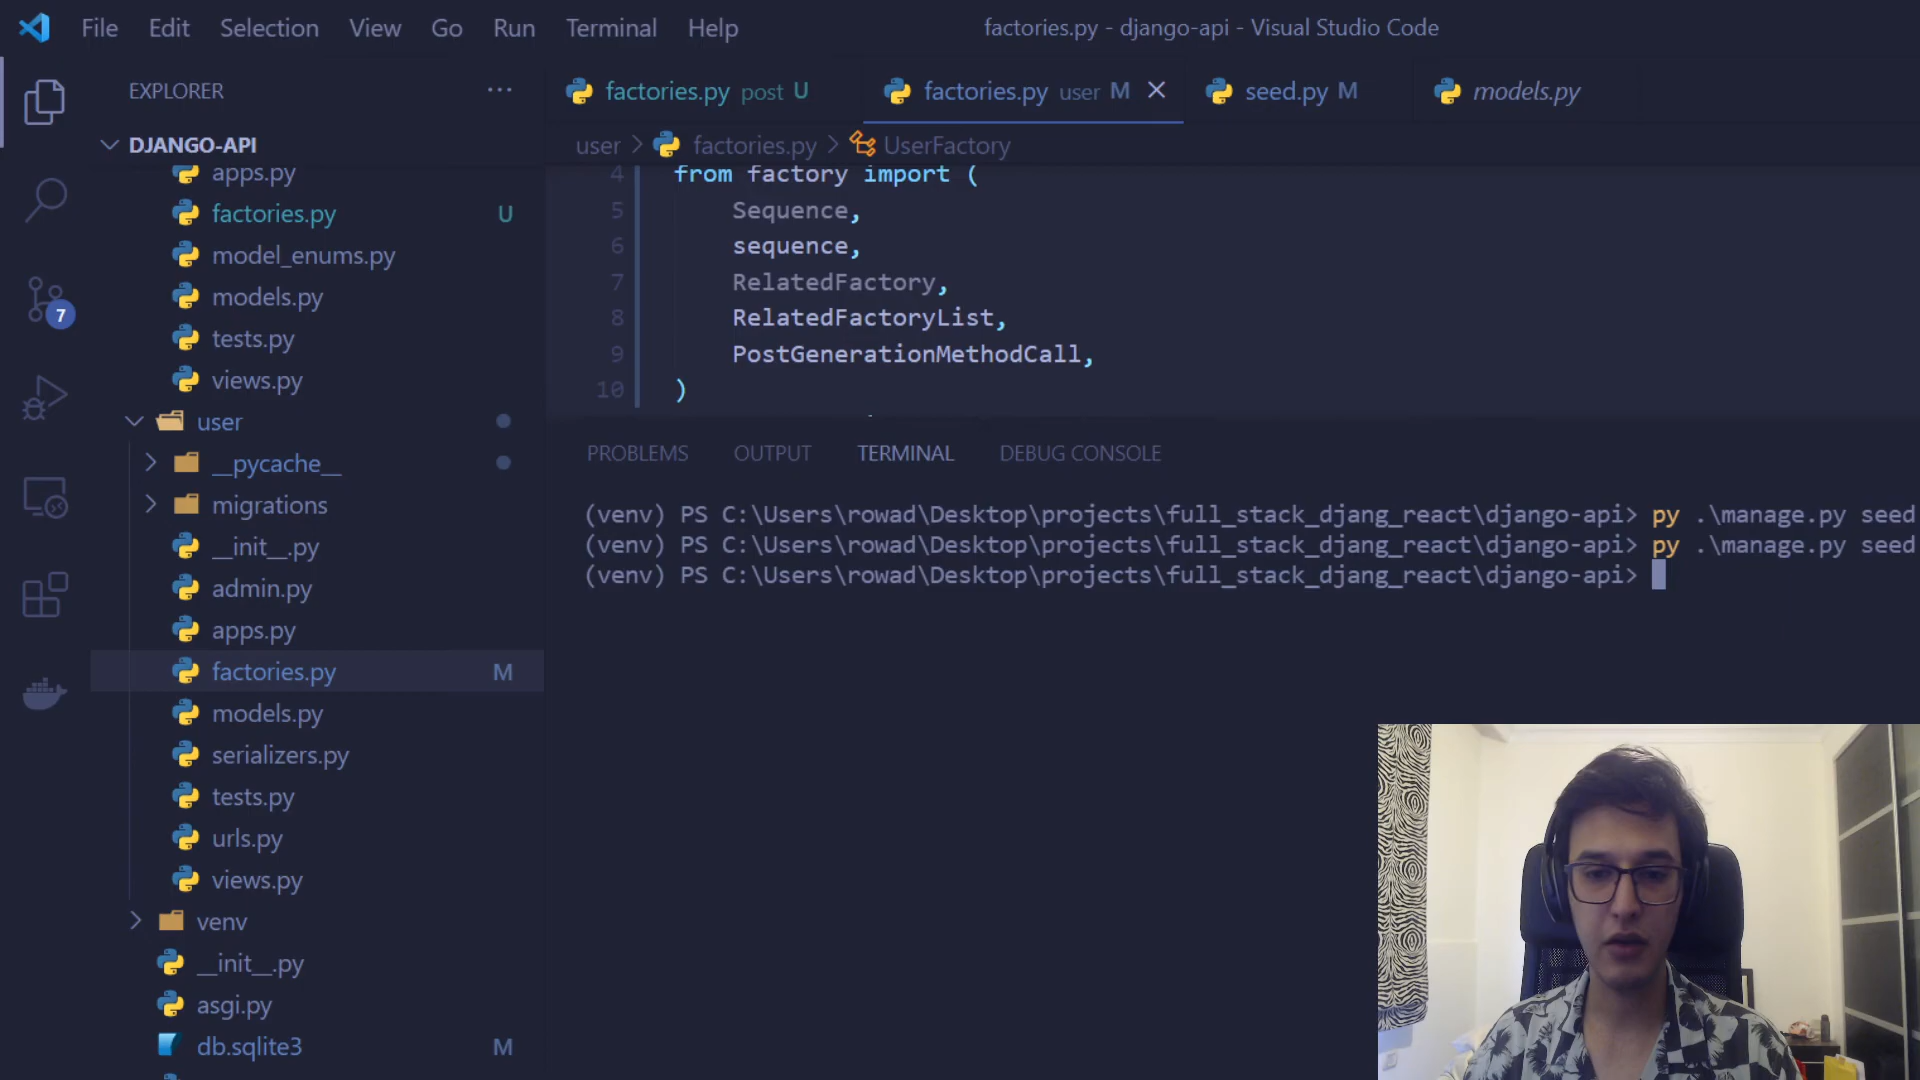 File Edit Selection View Go Run Terminal Help
factories.py - django-api - Visual Studio Code
EXPLORER
DJANGO-API
apps.py
factories.py U
model_enums.py
models.py
tests.py
views.py
user
__pycache__
migrations
__init__.py
admin.py
apps.py
factories.py M
models.py
serializers.py
tests.py
urls.py
views.py
venv
__init__.py
asgi.py
db.sqlite3 M
7
factories.py post U
factories.py user M
seed.py M
models.py
user > factories.py > UserFactory
4 from factory import (
5 Sequence,
6 sequence,
7 RelatedFactory,
8 RelatedFactoryList,
9 PostGenerationMethodCall,
10 )
PROBLEMS OUTPUT TERMINAL DEBUG CONSOLE
(venv) PS C:\Users\rowad\Desktop\projects\full_stack_djang_react\django-api> py .\manage.py seed
(venv) PS C:\Users\rowad\Desktop\projects\full_stack_djang_react\django-api> py .\manage.py seed
(venv) PS C:\Users\rowad\Desktop\projects\full_stack_djang_react\django-api>